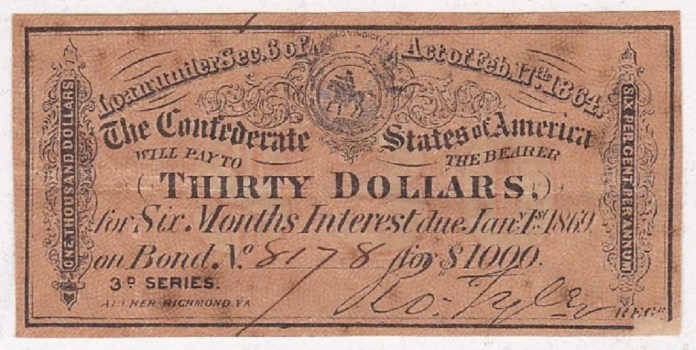 DEO VINDICE
Loan under Sec. 6 of Act of Feb. 17th 1864.
The Confederate States of America
WILL PAY TO THE BEARER
THIRTY DOLLARS,
for Six Months Interest due Jany. 1st 1869.
on Bond. No. 8178 for $1000.
3D SERIES.
RICHMOND, VA.
Ro. Tyler REGR.
ONE THOUSAND DOLLARS
SIX PER CENT PER ANNUM